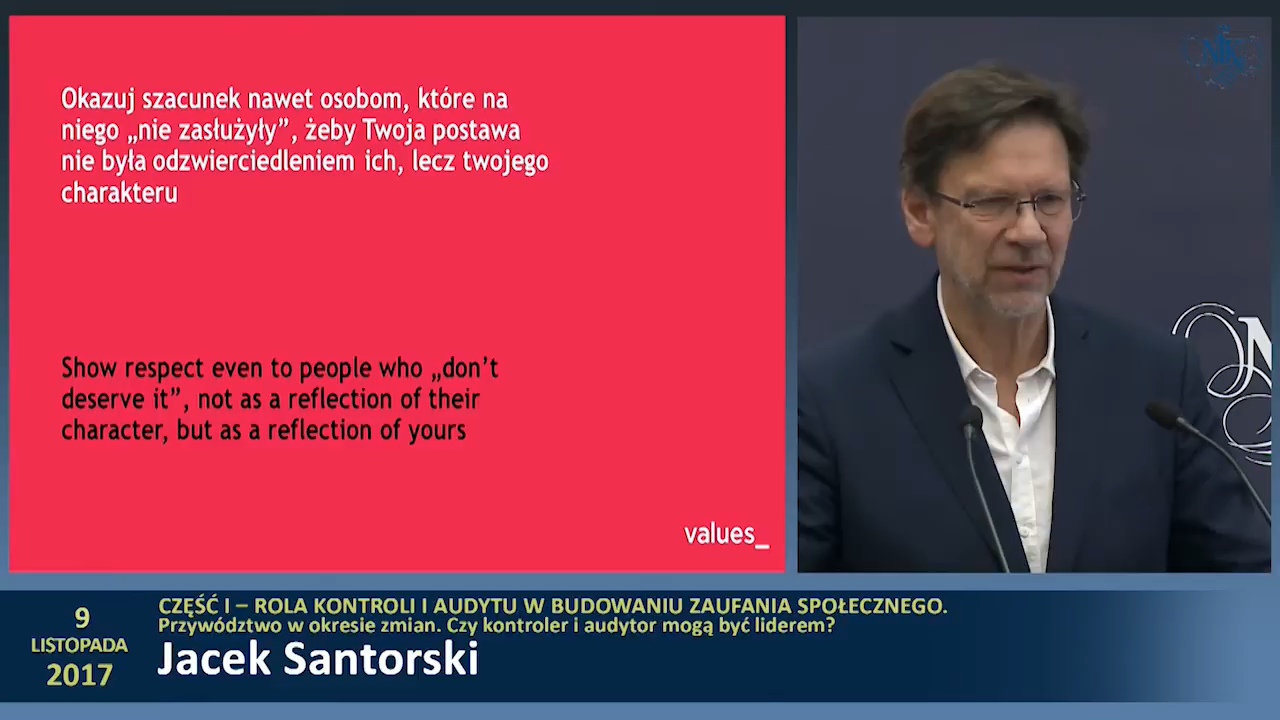 Okazuj szacunek nawet osobom, które na
niego „nie zasłużyły”, żeby Twoja postawa
nie była odzwierciedleniem ich, lecz twojego
charakteru
Show respect even to people who „don’t
deserve it”, not as a reflection of their
character, but as a reflection of yours
values_
NIK
9
LISTOPADA
2017
CZĘŚĆ I – ROLA KONTROLI I AUDYTU W BUDOWANIU ZAUFANIA SPOŁECZNEGO.
Przywództwo w okresie zmian. Czy kontroler i audytor mogą być liderem?
Jacek Santorski